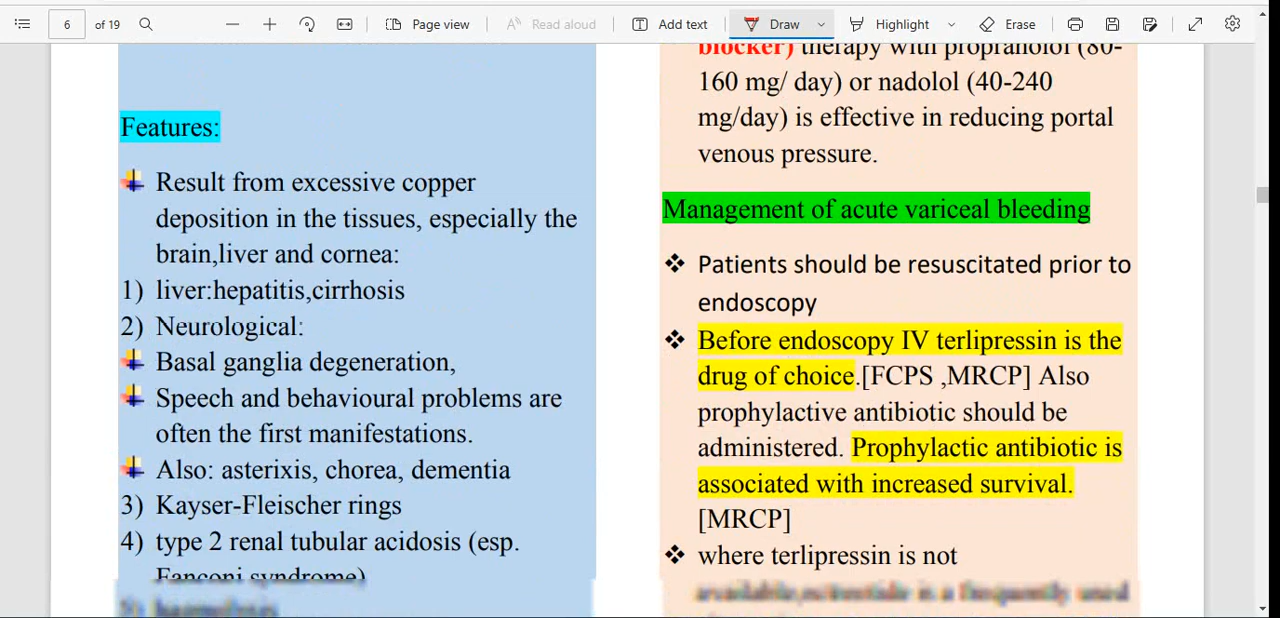 6
of 19
Page view
Read aloud
Add text
Draw
Highlight
Erase
Features:
Result from excessive copper
deposition in the tissues, especially the
brain,liver and cornea:
1) liver:hepatitis,cirrhosis
2) Neurological:
Basal ganglia degeneration,
Speech and behavioural problems are
often the first manifestations.
Also: asterixis, chorea, dementia
3) Kayser-Fleischer rings
4) type 2 renal tubular acidosis (esp.
Fanconi syndrome)
blocker) therapy with propranolol (80-
160 mg/ day) or nadolol (40-240
mg/day) is effective in reducing portal
venous pressure.
Management of acute variceal bleeding
Patients should be resuscitated prior to
endoscopy
Before endoscopy IV terlipressin is the
drug of choice.[FCPS ,MRCP] Also
prophylactive antibiotic should be
administered. Prophylactic antibiotic is
associated with increased survival.
[MRCP]
where terlipressin is not